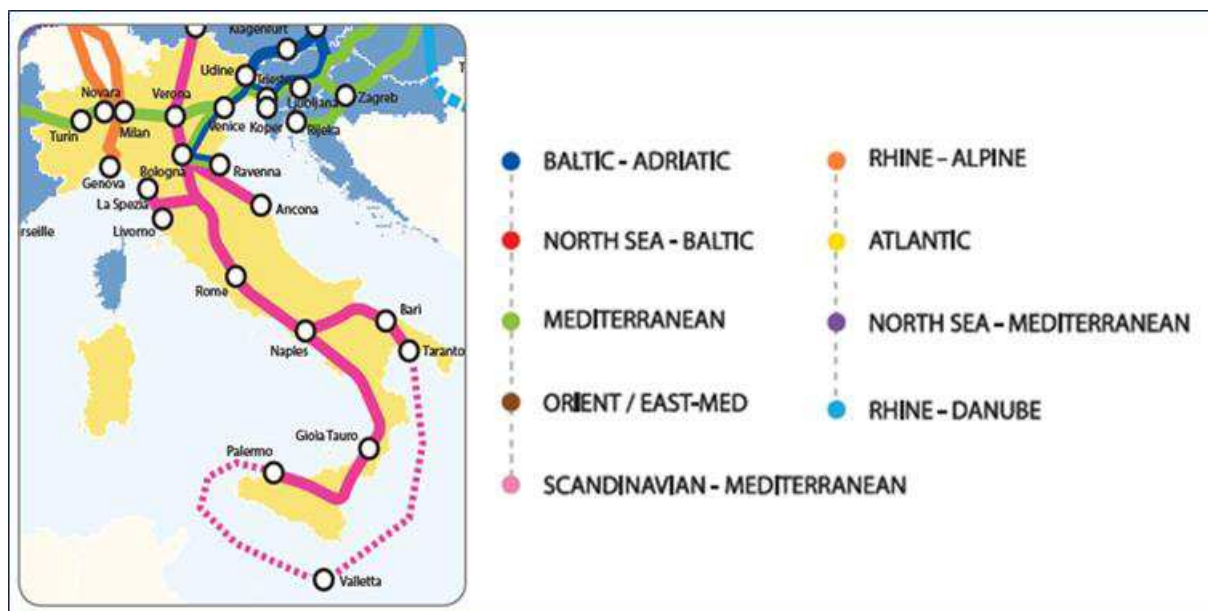 Klagenfurt
Udine
Trieste
Novara
Verona
Ljubljana
Zagreb
Venice
Koper
Rijeka
Turin
Milan
Bologna
Ravenna
Genova
La Spezia
Ancona
Livorno
Rome
Bari
Naples
Taranto
Gioia Tauro
Palermo
Valletta
BALTIC - ADRIATIC
NORTH SEA - BALTIC
MEDITERRANEAN
ORIENT / EAST-MED
SCANDINAVIAN - MEDITERRANEAN
RHINE - ALPINE
ATLANTIC
NORTH SEA - MEDITERRANEAN
RHINE - DANUBE